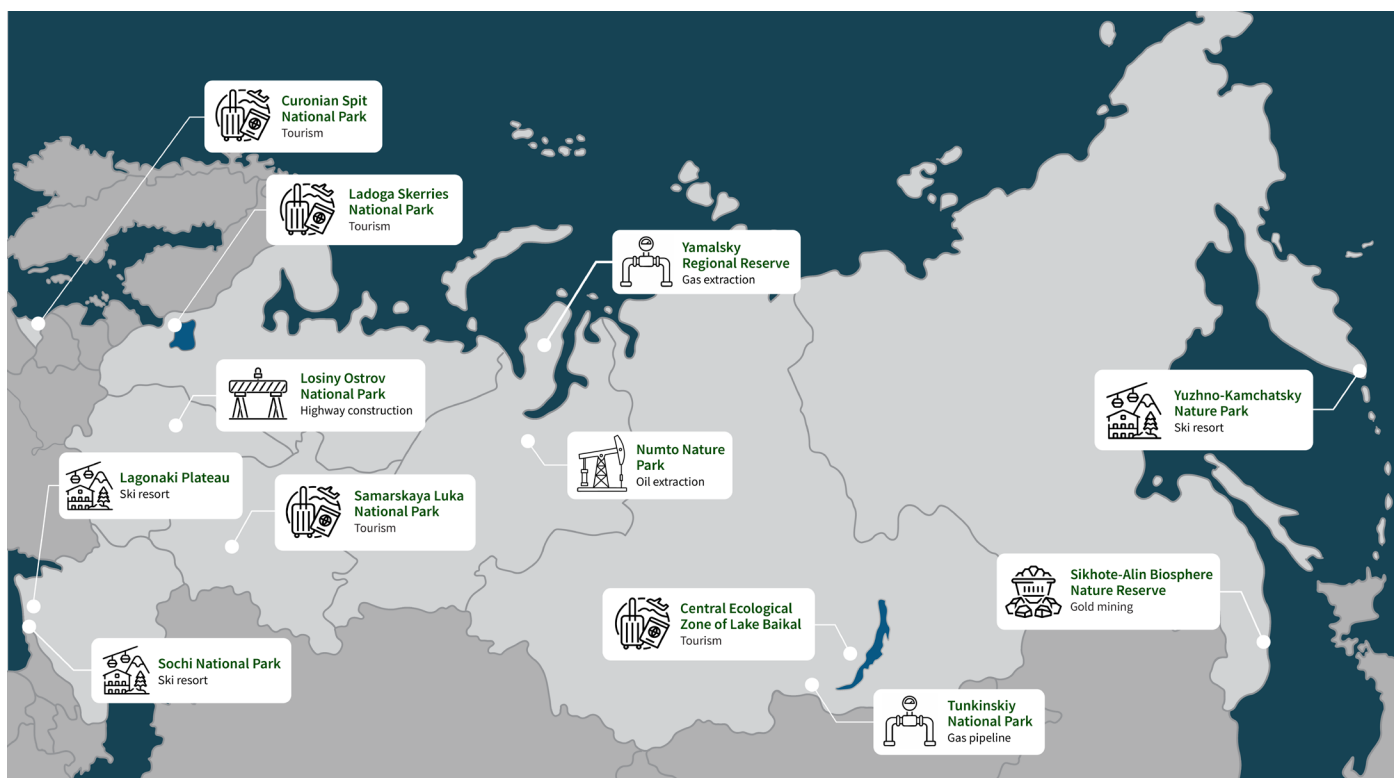 Curonian Spit
National Park
Tourism
Ladoga Skerries
National Park
Tourism
Yamalsky
Regional Reserve
Gas extraction
Losiny Ostrov
National Park
Highway construction
Yuzhno-Kamchatsky
Nature Park
Ski resort
Numto Nature
Park
Oil extraction
Lagonaki Plateau
Ski resort
Samarskaya Luka
National Park
Tourism
Sikhote-Alin Biosphere
Nature Reserve
Gold mining
Central Ecological
Zone of Lake Baikal
Tourism
Sochi National Park
Ski resort
Tunkinskiy
National Park
Gas pipeline